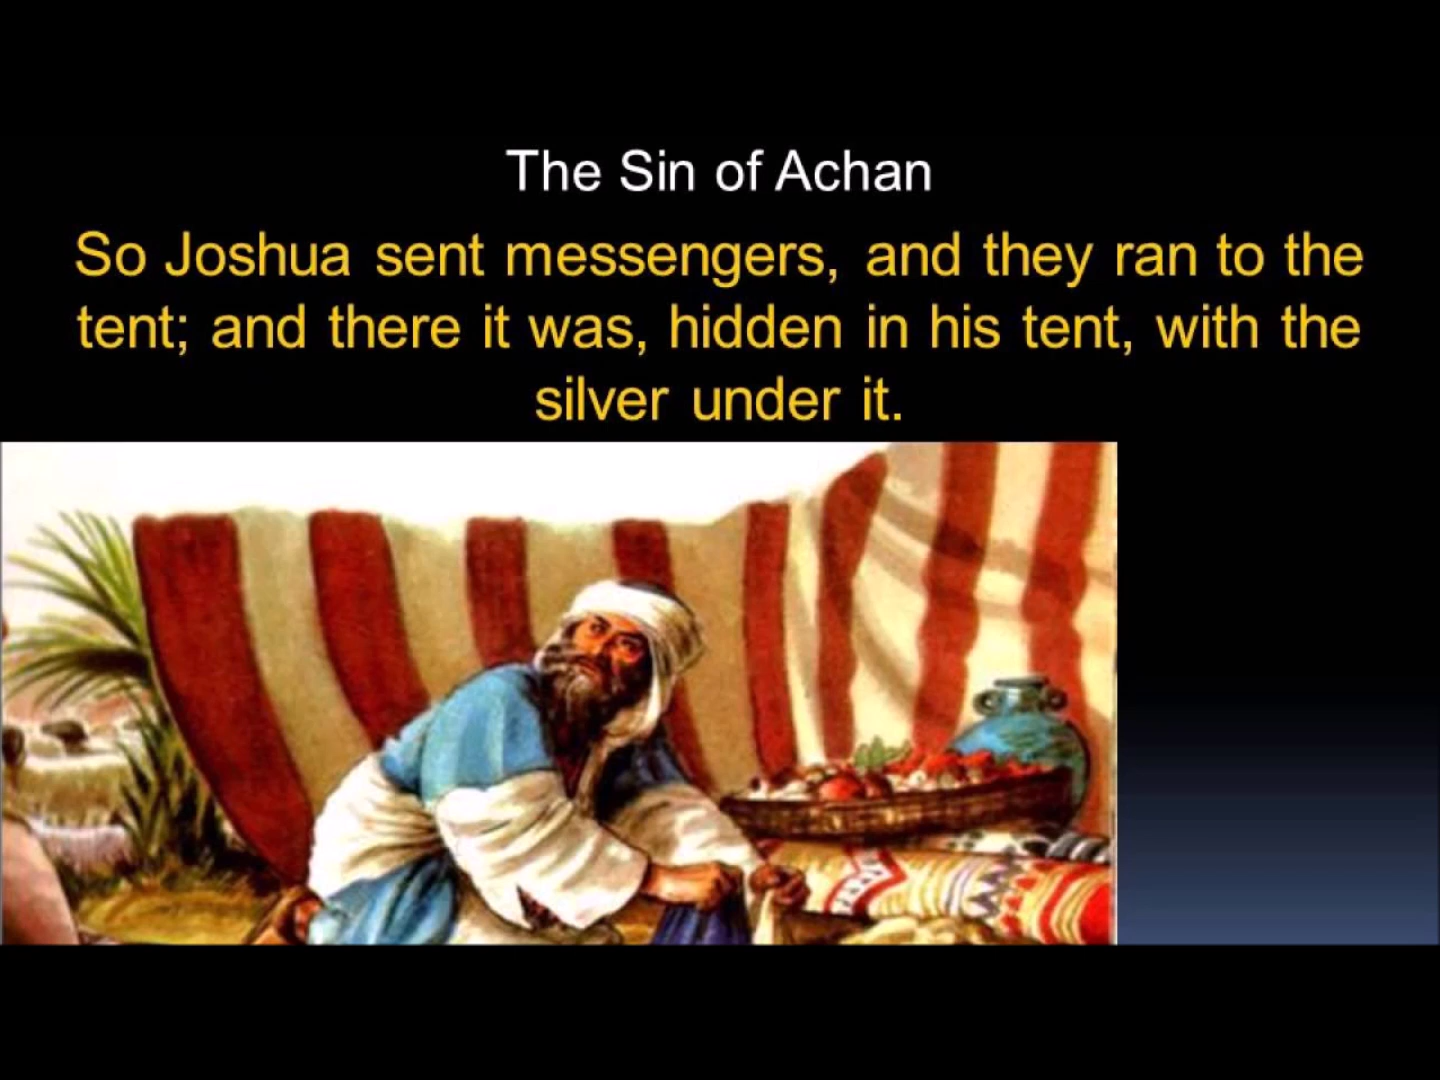 The Sin of Achan
So Joshua sent messengers, and they ran to the
tent; and there it was, hidden in his tent, with the
silver under it.